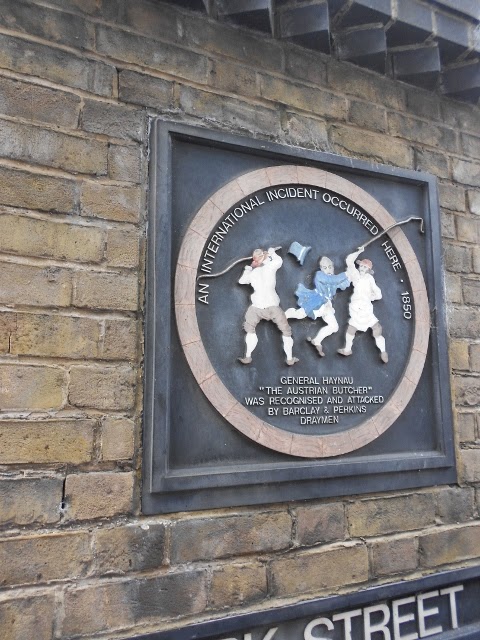 AN INTERNATIONAL INCIDENT OCCURRED HERE · 1850
GENERAL HAYNAU
"THE AUSTRIAN BUTCHER"
WAS RECOGNISED AND ATTACKED
BY BARCLAY & PERKINS
DRAYMEN
STREET